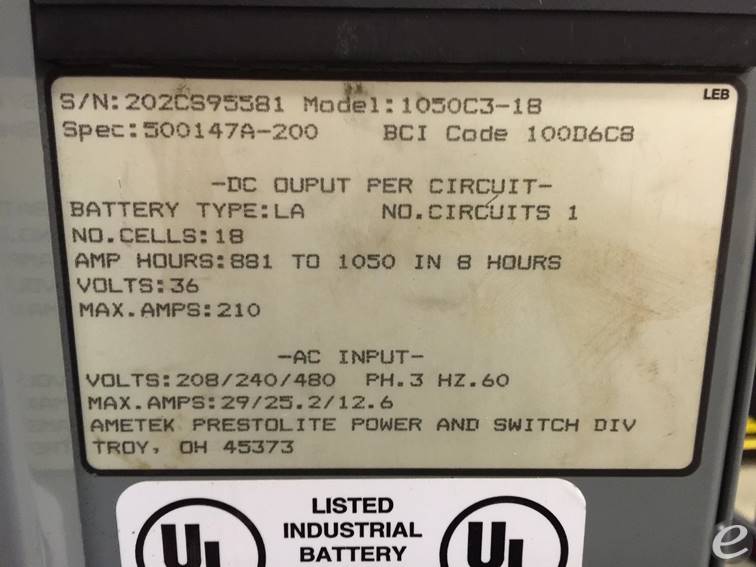 LEB
S/N:202CS95581 Model:1050C3-18
Spec:500147A-200 BCI Code 100D6C8
-DC OUPUT PER CIRCUIT-
BATTERY TYPE:LA NO.CIRCUITS 1
NO.CELLS:18
AMP HOURS:881 TO 1050 IN 8 HOURS
VOLTS:36
MAX.AMPS:210
-AC INPUT-
VOLTS:208/240/480 PH.3 HZ.60
MAX.AMPS:29/25.2/12.6
AMETEK PRESTOLITE POWER AND SWITCH DIV
TROY, OH 45373
LISTED
UL INDUSTRIAL UL
BATTERY
e